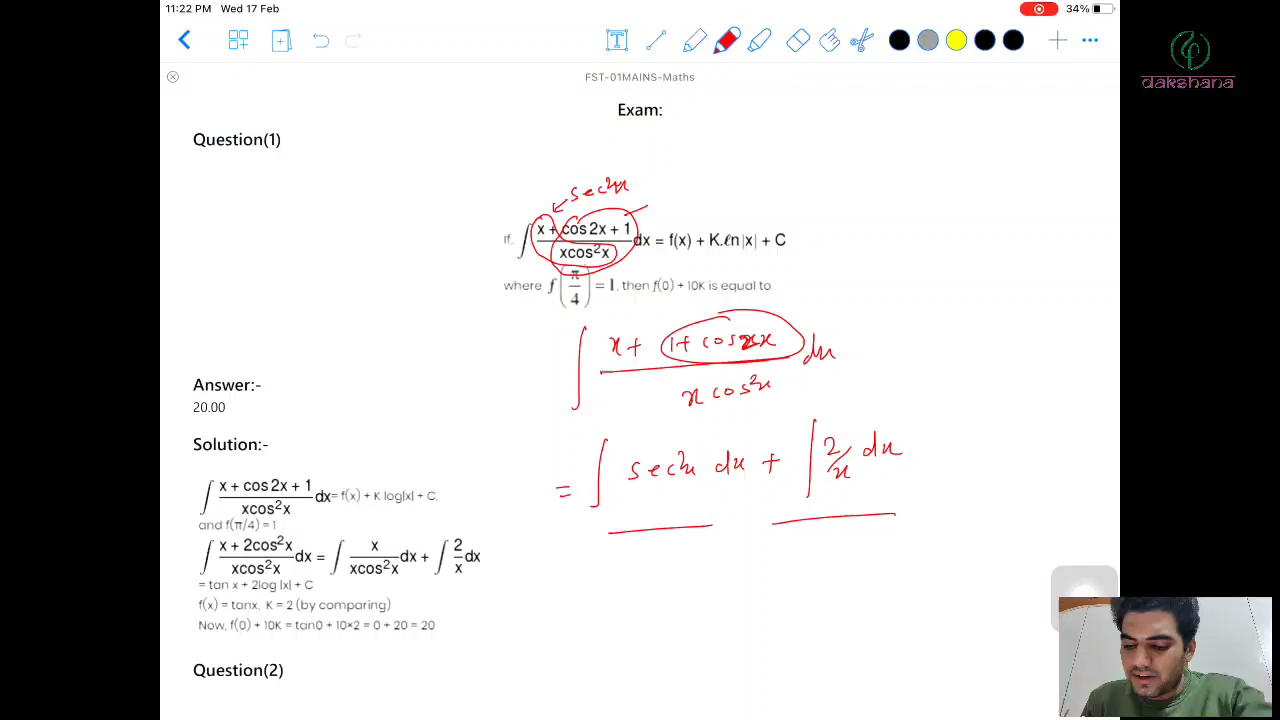 11:22 PM Wed 17 Feb
34%
dakshana
FST-01MAINS-Maths
Exam:
Question(1)
sec²x
If, ∫ (x + cos 2x + 1)/(xcos²x) dx = f(x) + K.ℓn|x| + C
where f(π/4) = 1, then f(0) + 10K is equal to
∫ (x + 1 + cos2x)/(x cos²x) dx
Answer:-
20.00
Solution:-
= ∫ sec²x dx + ∫ 2/x dx
∫ (x + cos 2x + 1)/(xcos²x) dx = f(x) + K log|x| + C,
and f(π/4) = 1
∫ (x + 2cos²x)/(xcos²x) dx = ∫ x/(xcos²x) dx + ∫ 2/x dx
= tan x + 2log |x| + C
f(x) = tanx, K = 2 (by comparing)
Now, f(0) + 10K = tan0 + 10×2 = 0 + 20 = 20
Question(2)